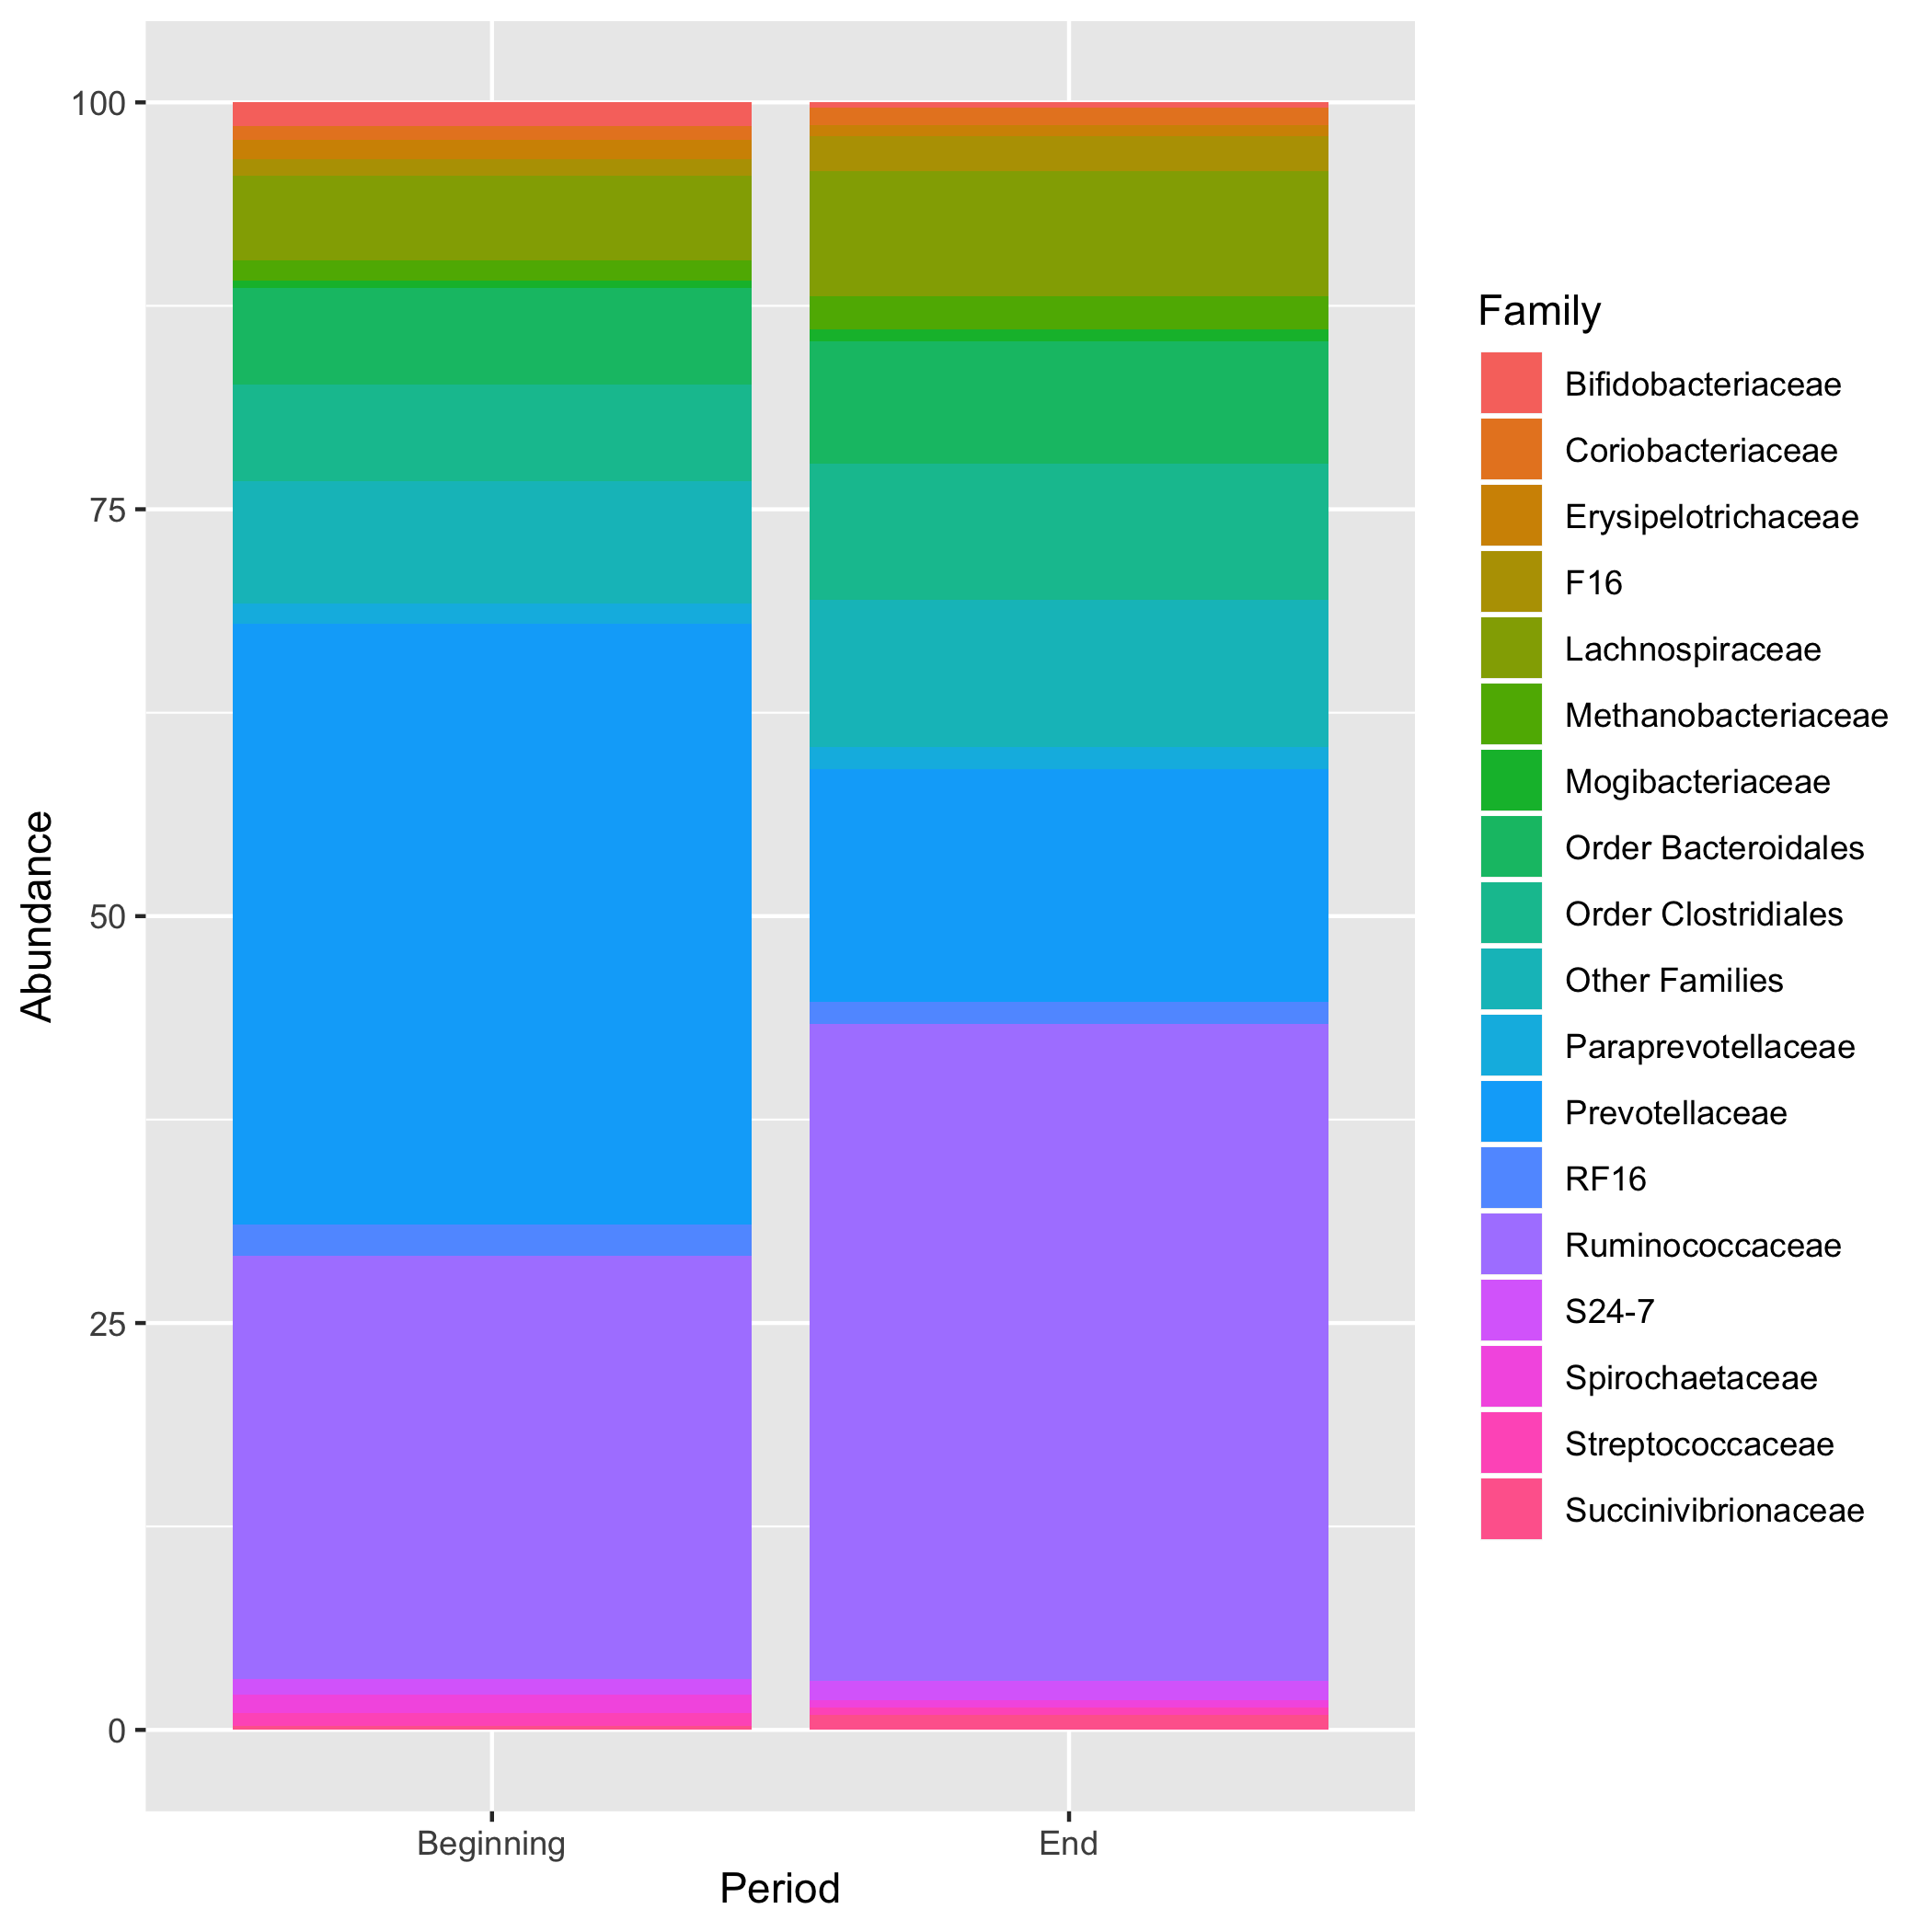 100
75
50
25
0
Abundance
Beginning
End
Period
Family
Bifidobacteriaceae
Coriobacteriaceae
Erysipelotrichaceae
F16
Lachnospiraceae
Methanobacteriaceae
Mogibacteriaceae
Order Bacteroidales
Order Clostridiales
Other Families
Paraprevotellaceae
Prevotellaceae
RF16
Ruminococcaceae
S24-7
Spirochaetaceae
Streptococcaceae
Succinivibrionaceae